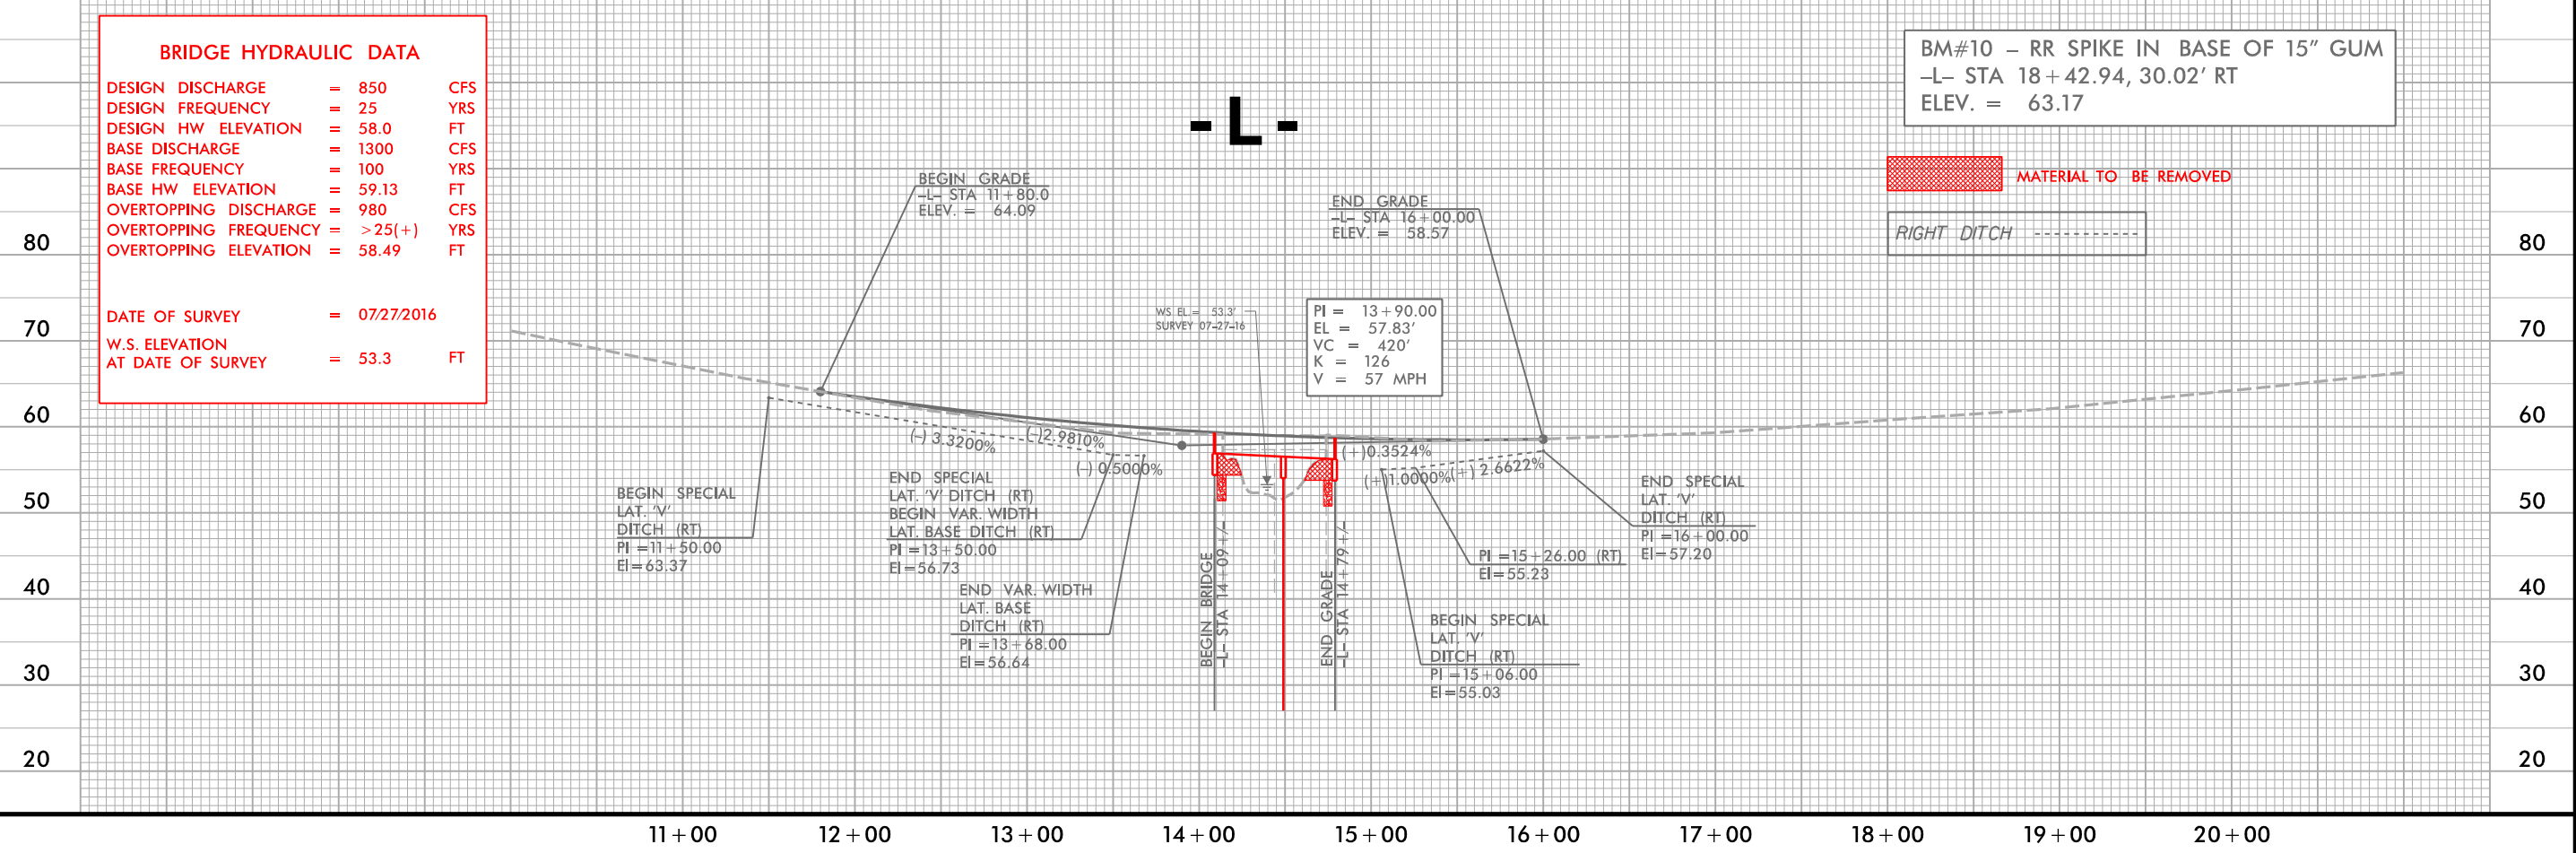 BRIDGE HYDRAULIC DATA
DESIGN DISCHARGE = 850 CFS
DESIGN FREQUENCY = 25 YRS
DESIGN HW ELEVATION = 58.0 FT
BASE DISCHARGE = 1300 CFS
BASE FREQUENCY = 100 YRS
BASE HW ELEVATION = 59.13 FT
OVERTOPPING DISCHARGE = 980 CFS
OVERTOPPING FREQUENCY = >25(+) YRS
OVERTOPPING ELEVATION = 58.49 FT
DATE OF SURVEY = 07/27/2016
W.S. ELEVATION
AT DATE OF SURVEY = 53.3 FT
-L-
BM#10 – RR SPIKE IN BASE OF 15" GUM
–L– STA 18+42.94, 30.02' RT
ELEV. = 63.17
MATERIAL TO BE REMOVED
RIGHT DITCH
BEGIN GRADE
–L– STA 11+80.0
ELEV. = 64.09
END GRADE
–L– STA 16+00.00
ELEV. = 58.57
WS EL = 53.3'
SURVEY 07–27–16
PI = 13+90.00
EL = 57.83'
VC = 420'
K = 126
V = 57 MPH
(–) 3.3200%
(–)2.9810%
(–) 0.5000%
(+)0.3524%
(+)1.0000%
(+) 2.6622%
BEGIN SPECIAL
LAT. 'V'
DITCH (RT)
PI =11+50.00
El=63.37
END SPECIAL
LAT. 'V' DITCH (RT)
BEGIN VAR. WIDTH
LAT. BASE DITCH (RT)
PI =13+50.00
El=56.73
END VAR. WIDTH
LAT. BASE
DITCH (RT)
PI =13+68.00
El=56.64
BEGIN BRIDGE
–L– STA 14+09 +/–
END GRADE
–L– STA 14+79 +/–
PI =15+26.00 (RT)
El=55.23
BEGIN SPECIAL
LAT. 'V'
DITCH (RT)
PI =15+06.00
El=55.03
END SPECIAL
LAT. 'V'
DITCH (RT)
PI =16+00.00
El=57.20
80
70
60
50
40
30
20
80
70
60
50
40
30
20
11+00 12+00 13+00 14+00 15+00 16+00 17+00 18+00 19+00 20+00